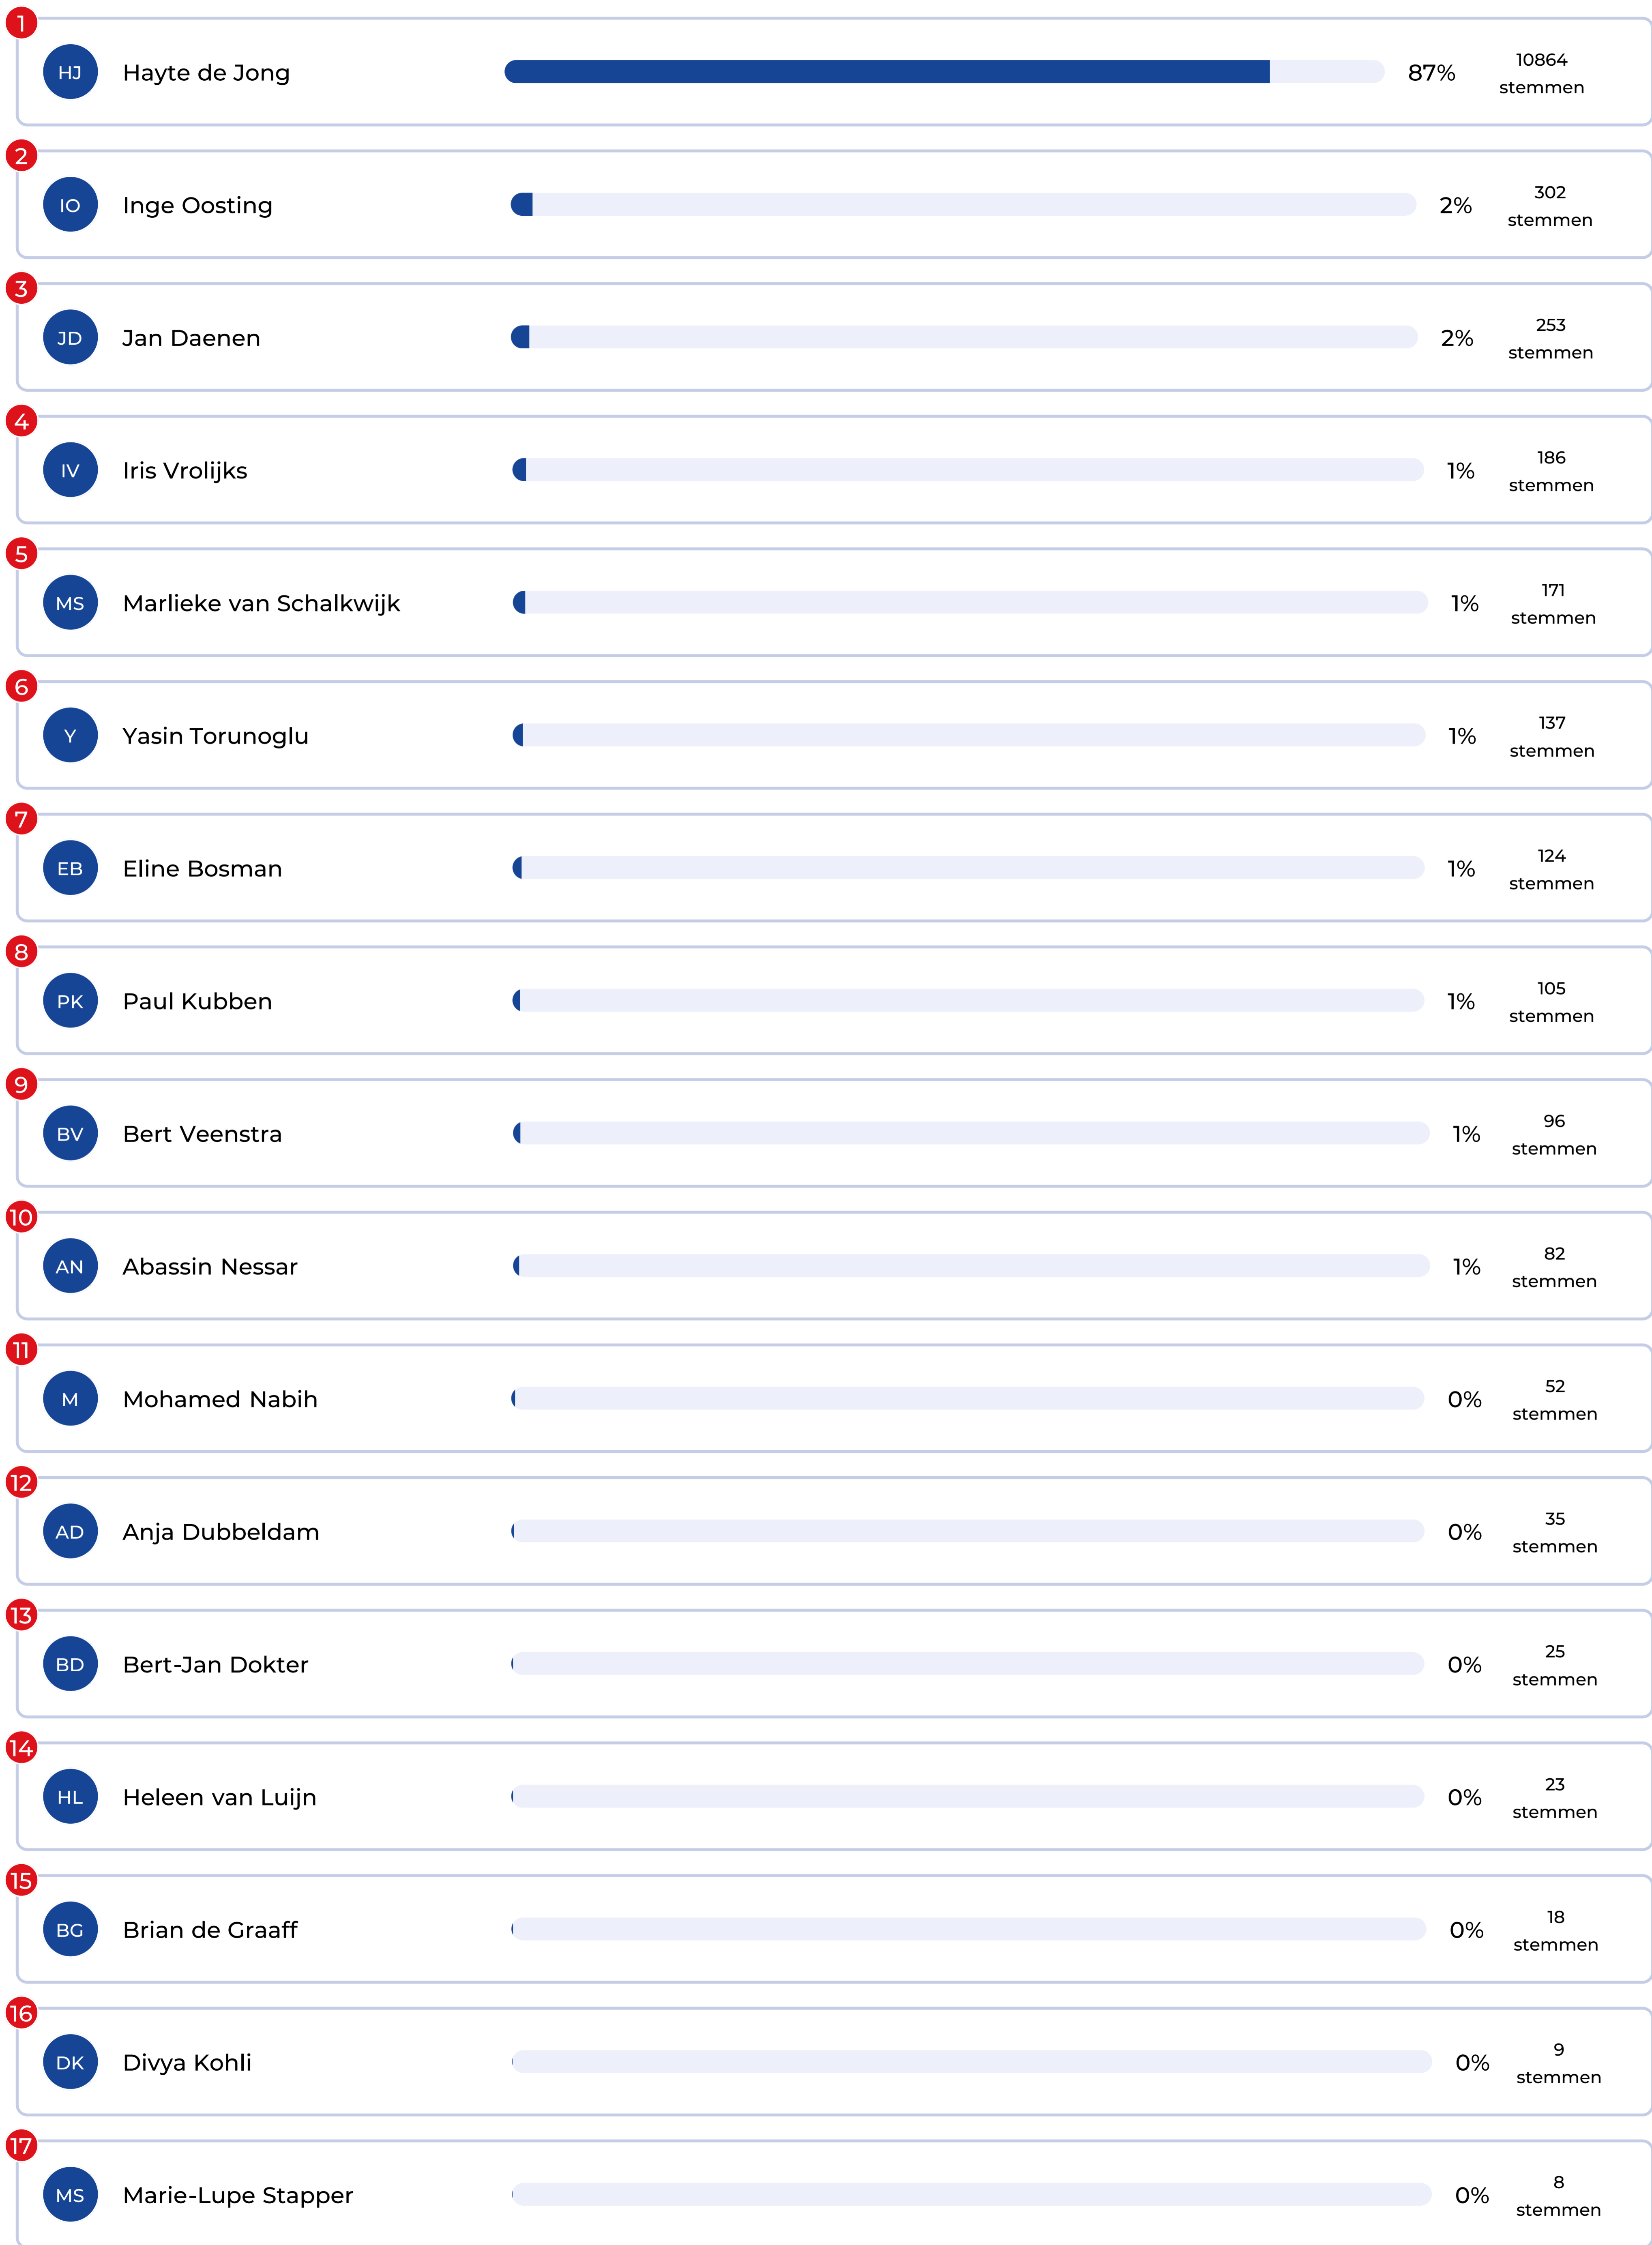 1
HJ Hayte de Jong 87% 10864
stemmen
2
IO Inge Oosting 2% 302
stemmen
3
JD Jan Daenen 2% 253
stemmen
4
IV Iris Vrolijks 1% 186
stemmen
5
MS Marlieke van Schalkwijk 1% 171
stemmen
6
Y Yasin Torunoglu 1% 137
stemmen
7
EB Eline Bosman 1% 124
stemmen
8
PK Paul Kubben 1% 105
stemmen
9
BV Bert Veenstra 1% 96
stemmen
10
AN Abassin Nessar 1% 82
stemmen
11
M Mohamed Nabih 0% 52
stemmen
12
AD Anja Dubbeldam 0% 35
stemmen
13
BD Bert-Jan Dokter 0% 25
stemmen
14
HL Heleen van Luijn 0% 23
stemmen
15
BG Brian de Graaff 0% 18
stemmen
16
DK Divya Kohli 0% 9
stemmen
17
MS Marie-Lupe Stapper 0% 8
stemmen